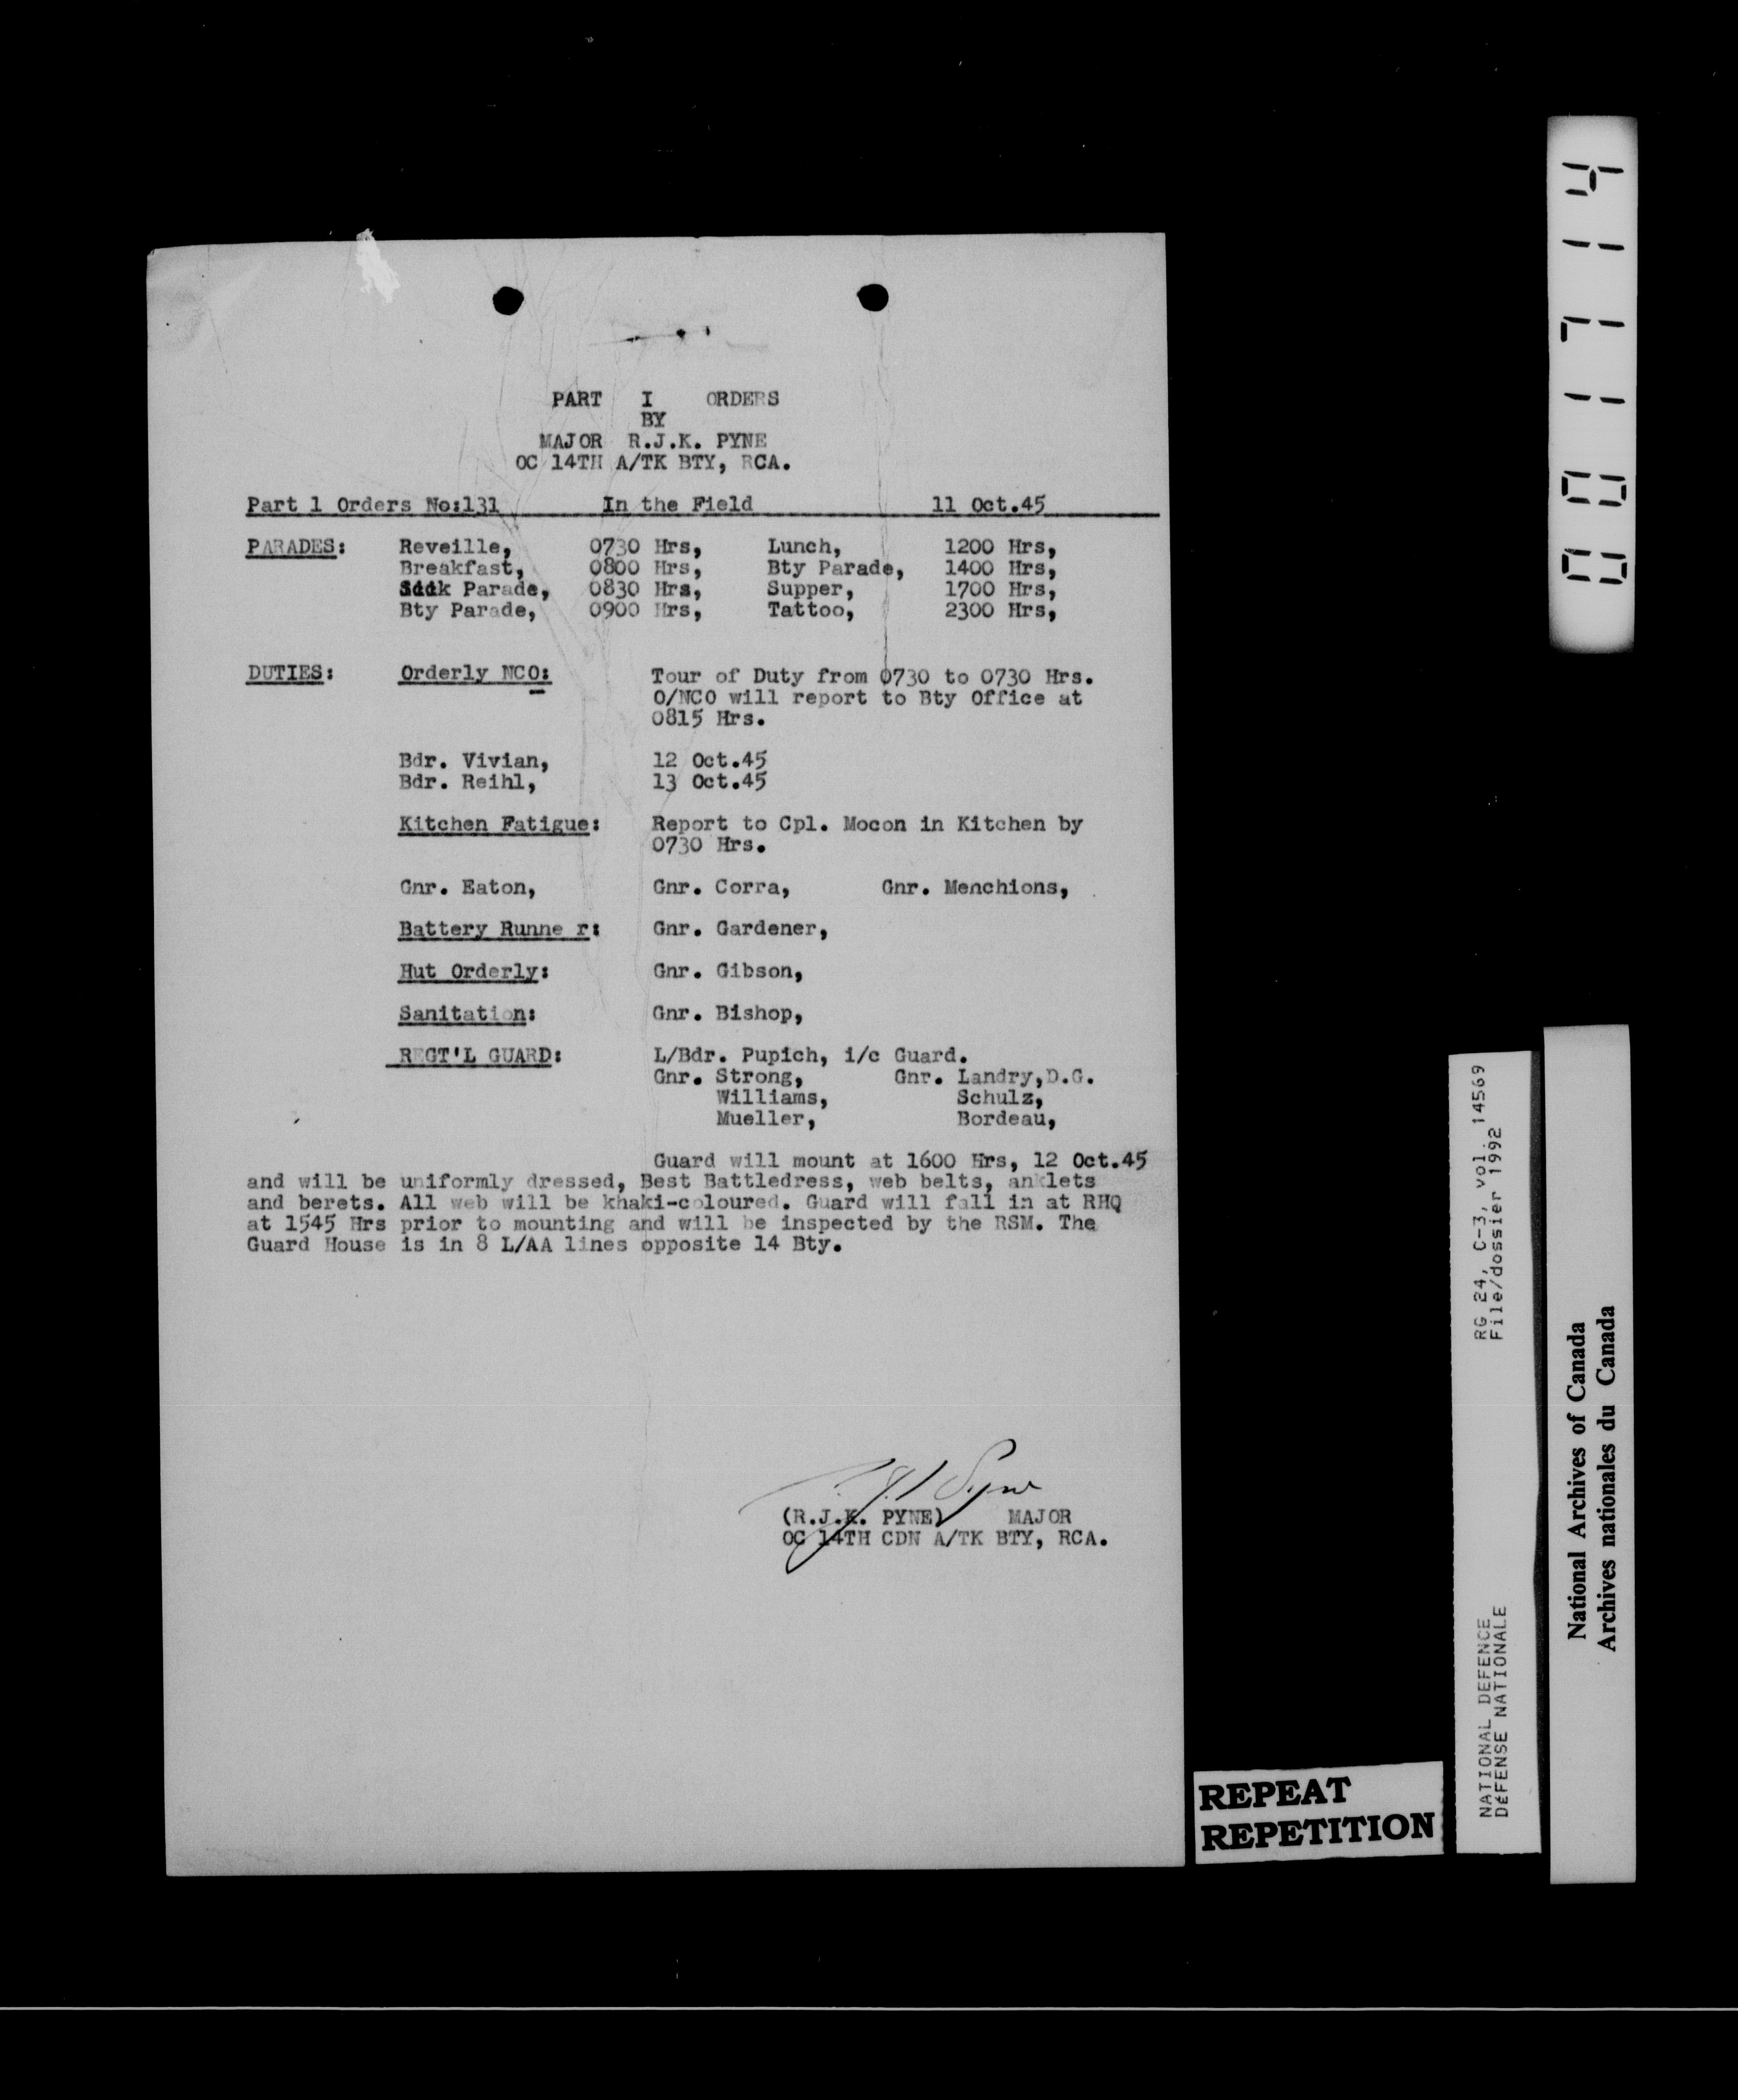 PART I ORDERS
BY
MAJOR R.J.K. PYNE
OC 14TH A/TK BTY, RCA.
Part 1 Orders No:131 In the Field 11 Oct.45
PARADES: Reveille, 0730 Hrs, Lunch, 1200 Hrs,
Breakfast, 0800 Hrs, Bty Parade, 1400 Hrs,
Sick Parade, 0830 Hrs, Supper, 1700 Hrs,
Bty Parade, 0900 Hrs, Tattoo, 2300 Hrs,
DUTIES: Orderly NCO: Tour of Duty from 0730 to 0730 Hrs.
O/NCO will report to Bty Office at
0815 Hrs.
Bdr. Vivian, 12 Oct.45
Bdr. Reihl, 13 Oct.45
Kitchen Fatigue: Report to Cpl. Mocon in Kitchen by
0730 Hrs.
Gnr. Eaton, Gnr. Corra, Gnr. Menchions,
Battery Runne r: Gnr. Gardener,
Hut Orderly: Gnr. Gibson,
Sanitation: Gnr. Bishop,
REGT'L GUARD: L/Bdr. Pupich, i/c Guard.
Gnr. Strong, Gnr. Landry,D.G.
Williams, Schulz,
Mueller, Bordeau,
Guard will mount at 1600 Hrs, 12 Oct.45
and will be uniformly dressed, Best Battledress, web belts, anklets
and berets. All web will be khaki-coloured. Guard will fall in at RHQ
at 1545 Hrs prior to mounting and will be inspected by the RSM. The
Guard House is in 8 L/AA lines opposite 14 Bty.
(R.J.K. PYNE) MAJOR
OC 14TH CDN A/TK BTY, RCA.
REPEAT
REPETITION
NATIONAL DEFENCE RG 24, C-3, vol. 14569
DÉFENSE NATIONALE File/dossier 1992
National Archives of Canada
Archives nationales du Canada
001714